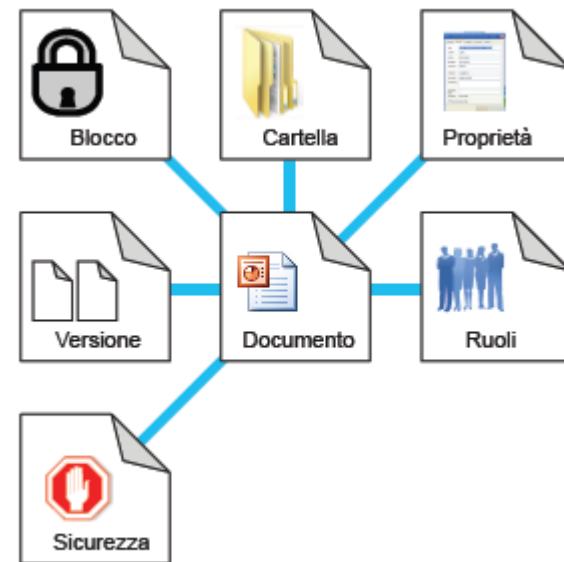 Blocco
Cartella
Proprietà
Versione
Documento
Ruoli
Sicurezza